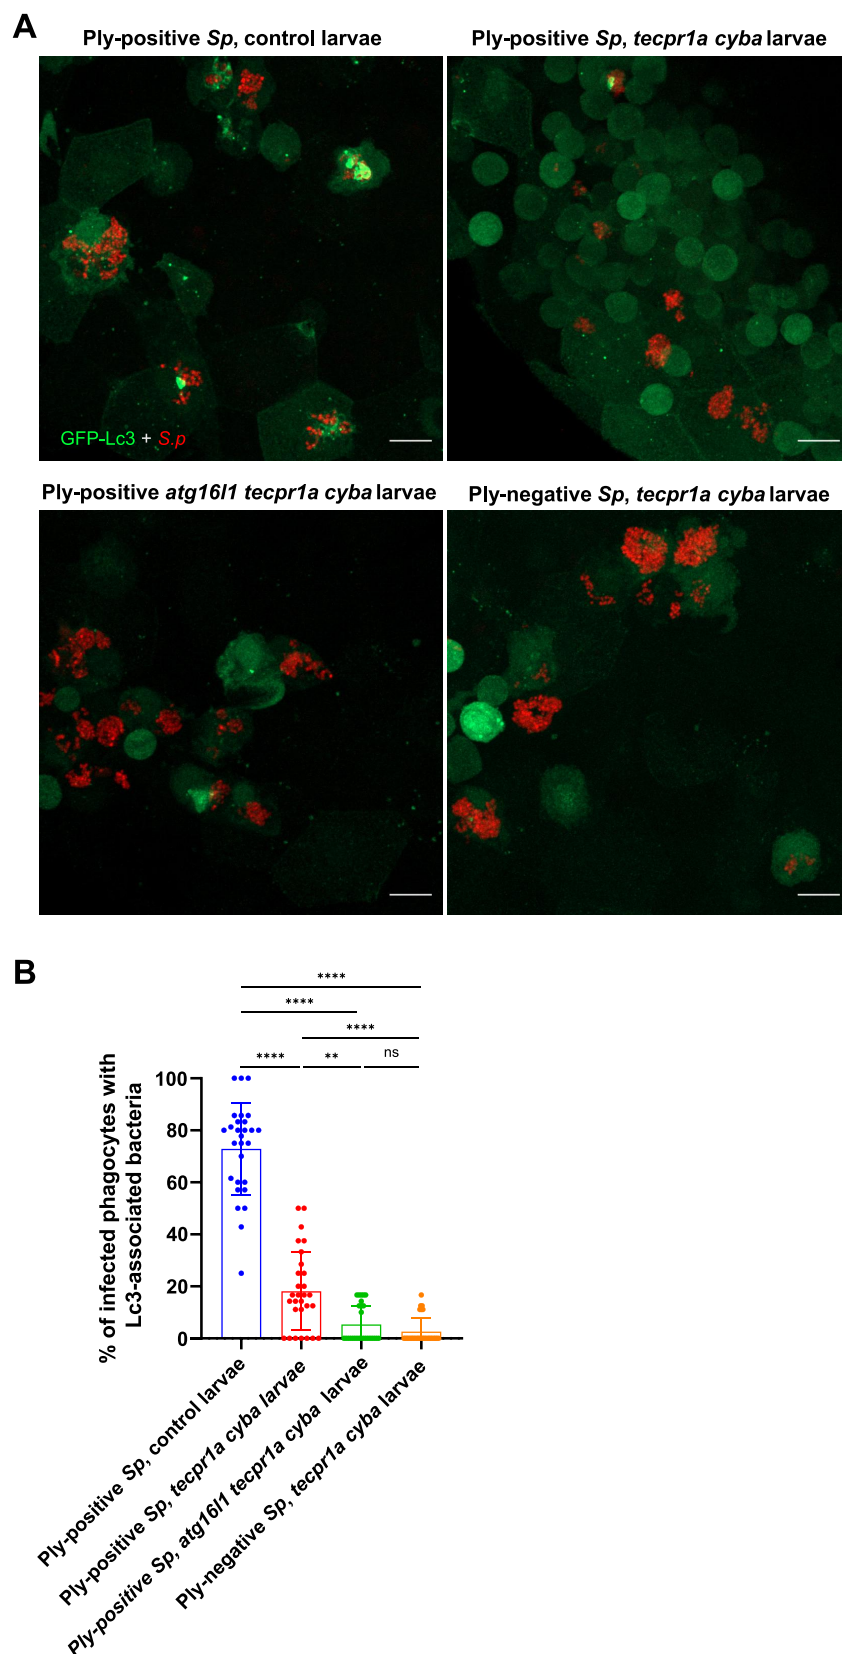 A
Ply-positive Sp, control larvae
Ply-positive Sp, tecpr1a cyba larvae
GFP-Lc3 + S.p
Ply-positive atg16l1 tecpr1a cyba larvae
Ply-negative Sp, tecpr1a cyba larvae
B
****
****
****
****
**
ns
% of infected phagocytes with
Lc3-associated bacteria
100
80
60
40
20
0
Ply-positive Sp, control larvae
Ply-positive Sp, tecpr1a cyba larvae
Ply-positive Sp, atg16l1 tecpr1a cyba larvae
Ply-negative Sp, tecpr1a cyba larvae